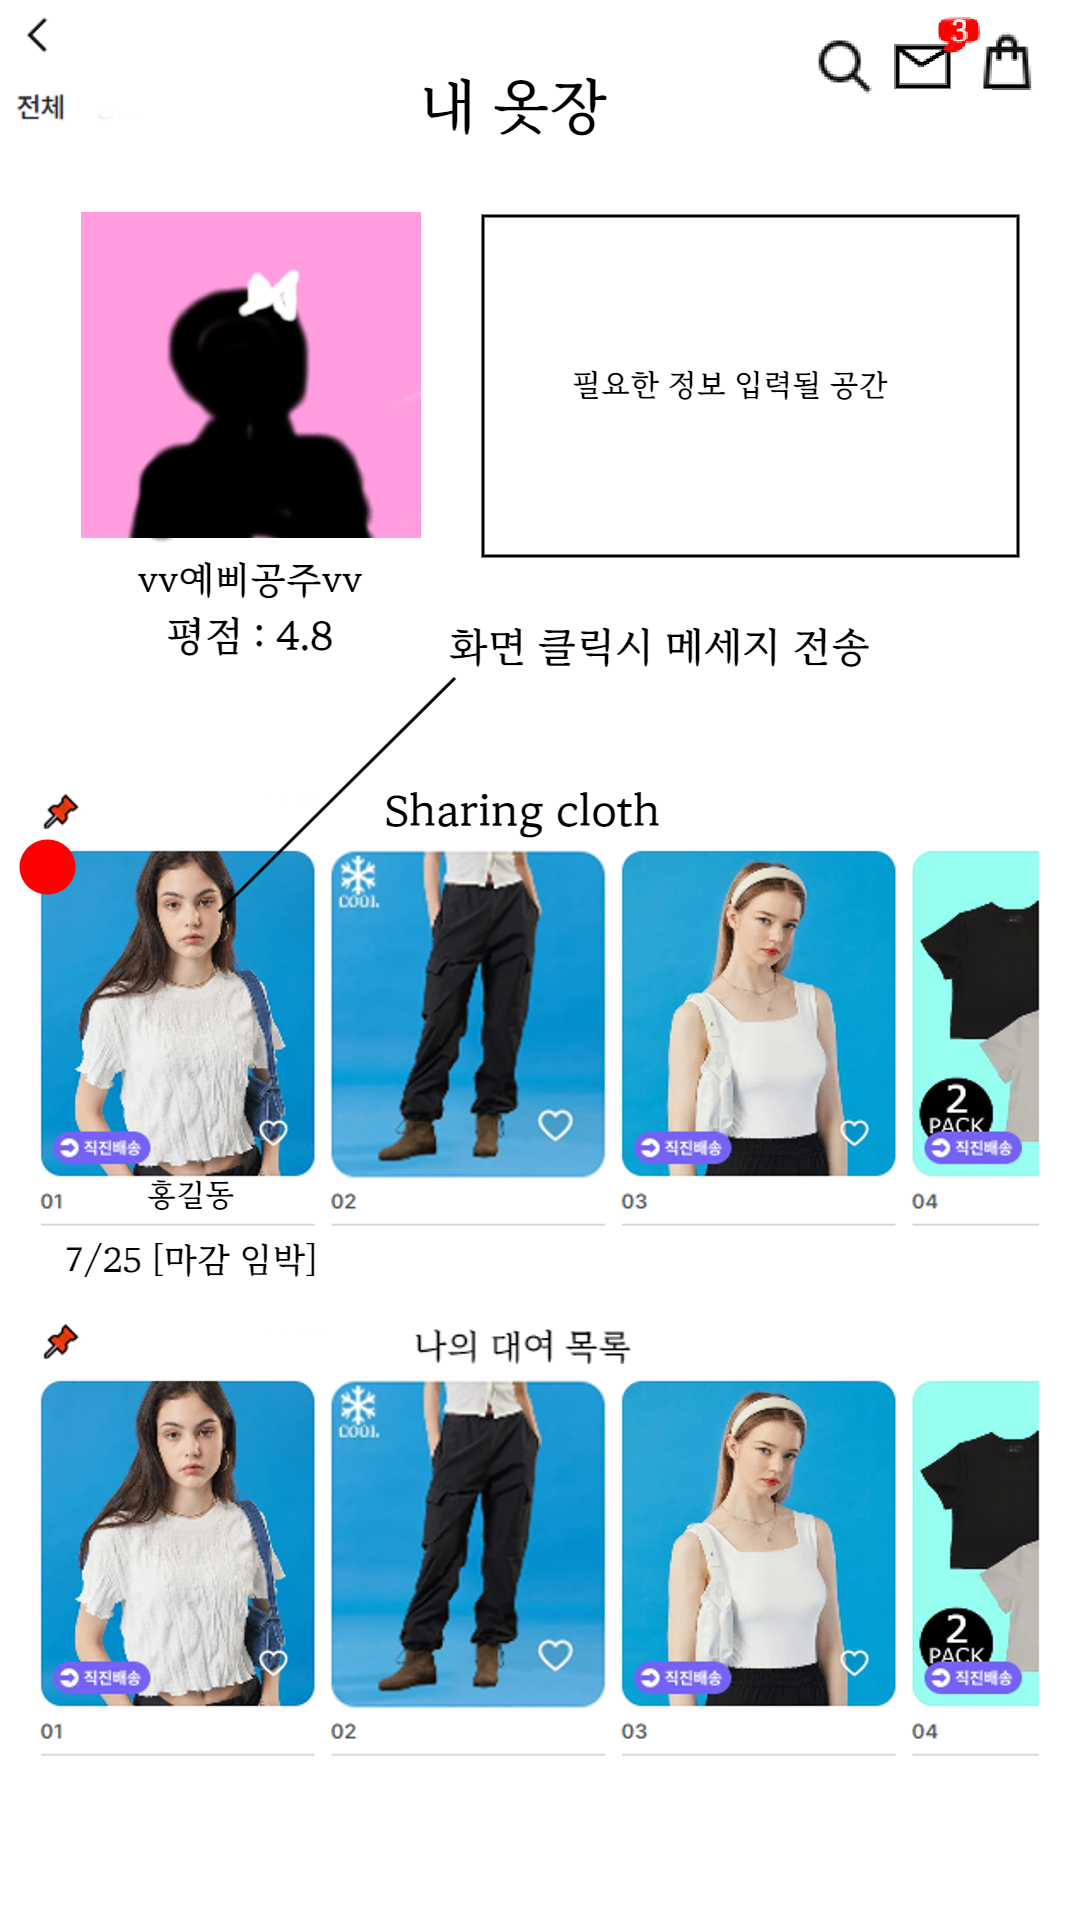 3
전체
내 옷장
필요한 정보 입력될 공간
vv예삐공주vv
평점 : 4.8
화면 클릭시 메세지 전송
Sharing cloth
COOL
2
PACK
직진배송
직진배송
직진배송
01
홍길동
02
03
04
7/25 [마감 임박]
나의 대여 목록
COOL
2
PACK
직진배송
직진배송
직진배송
01
02
03
04